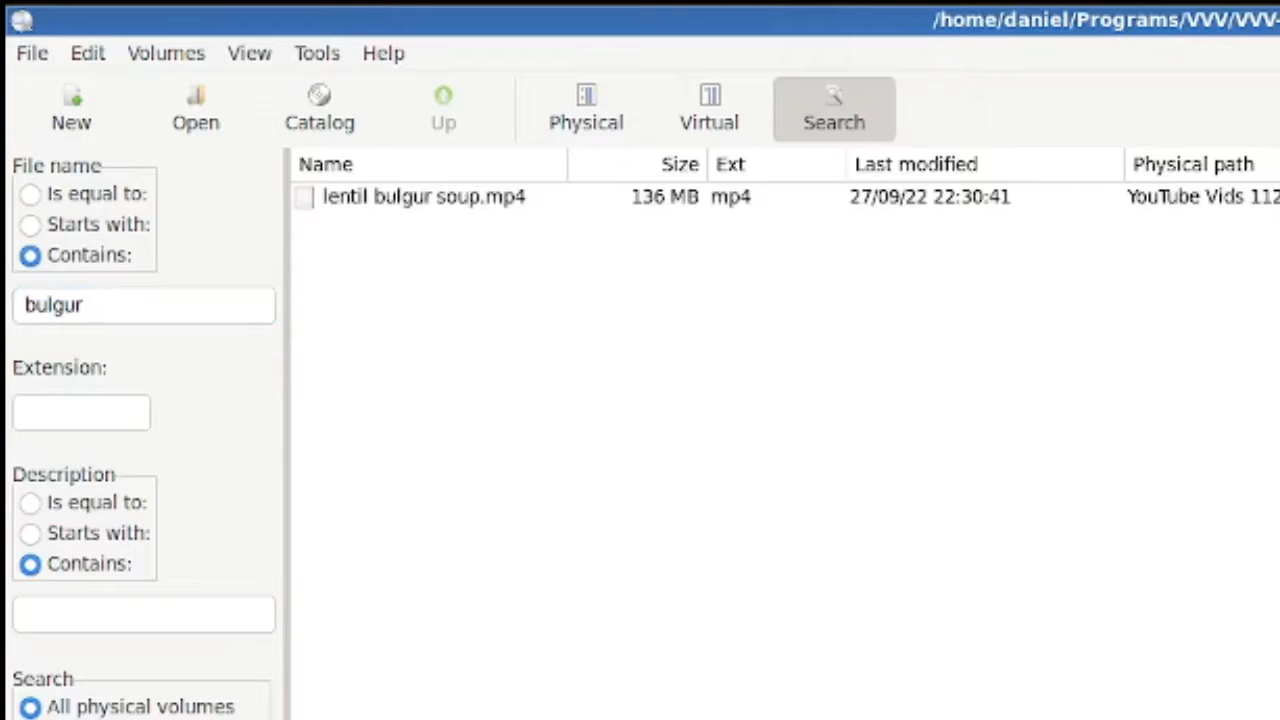 /home/daniel/Programs/VVV/VVV-
File Edit Volumes View Tools Help
New Open Catalog Up Physical Virtual Search
File name
Is equal to:
Starts with:
Contains:
bulgur
Extension:
Description
Is equal to:
Starts with:
Contains:
Search
All physical volumes
Name Size Ext Last modified Physical path
lentil bulgur soup.mp4 136 MB mp4 27/09/22 22:30:41 YouTube Vids 112